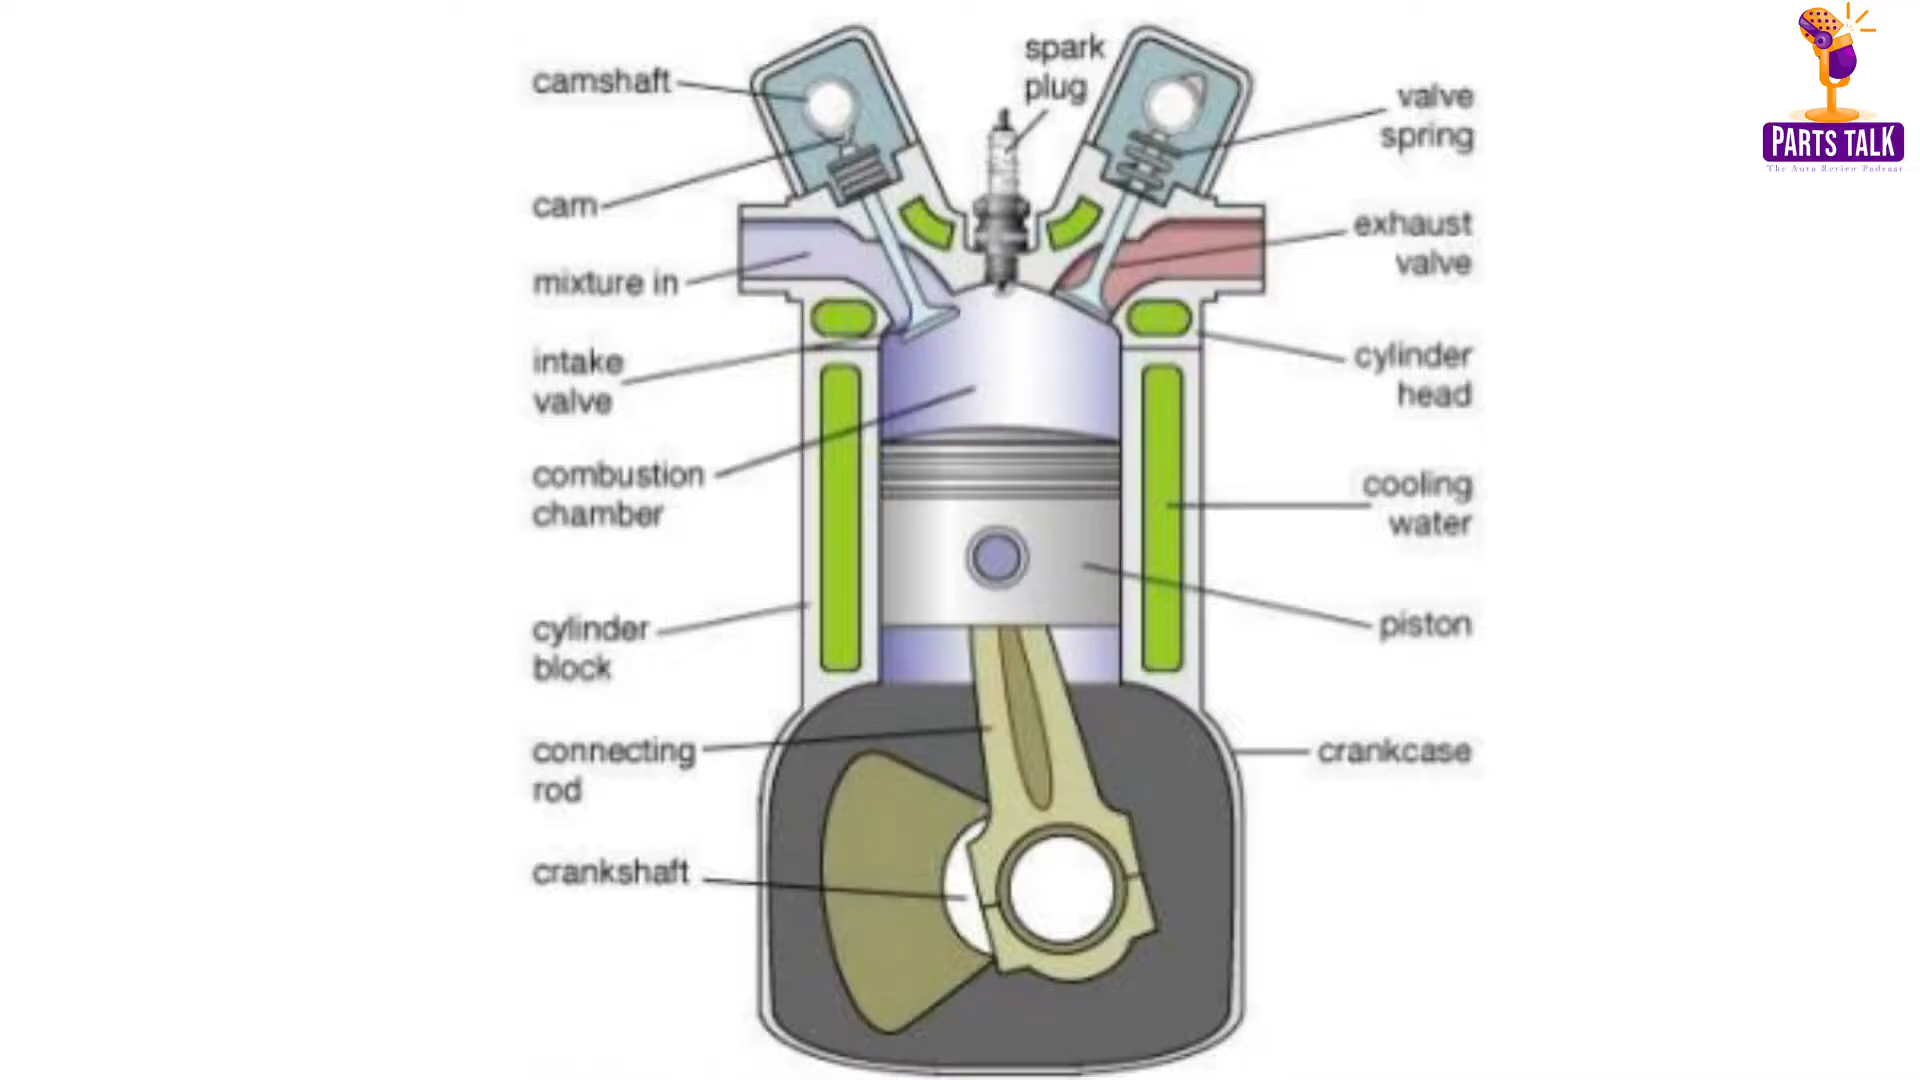 camshaft
cam
mixture in
intake
valve
combustion
chamber
cylinder
block
connecting
rod
crankshaft
spark
plug
valve
spring
exhaust
valve
cylinder
head
cooling
water
piston
crankcase
PARTS TALK
The Auto Review Podcast